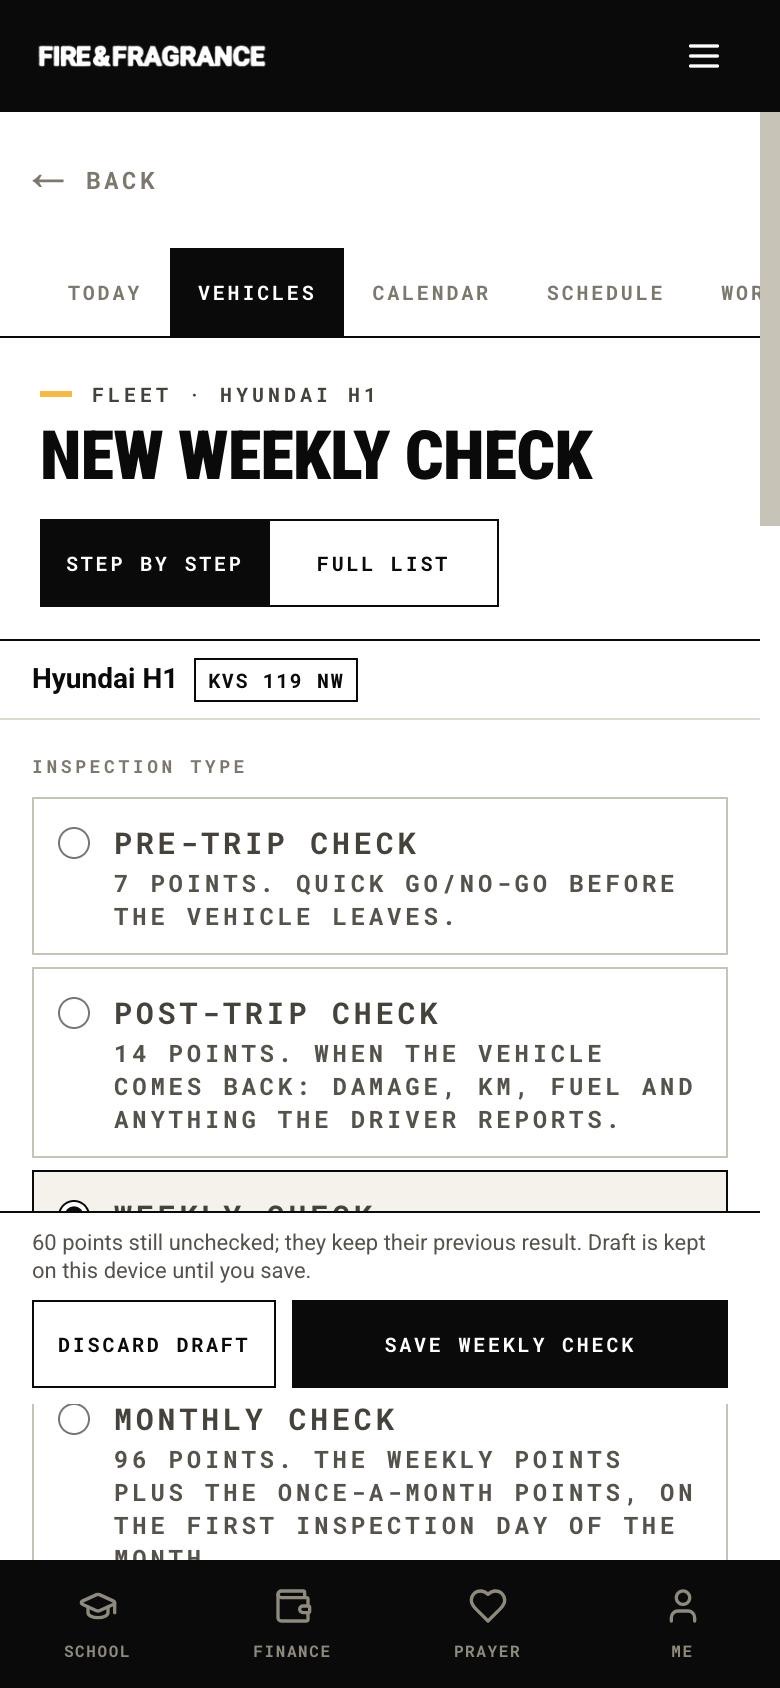 FIRE&FRAGRANCE
← BACK
TODAY VEHICLES CALENDAR SCHEDULE WOR
FLEET · HYUNDAI H1
NEW WEEKLY CHECK
STEP BY STEP FULL LIST
Hyundai H1 KVS 119 NW
INSPECTION TYPE
PRE-TRIP CHECK
7 POINTS. QUICK GO/NO-GO BEFORE
THE VEHICLE LEAVES.
POST-TRIP CHECK
14 POINTS. WHEN THE VEHICLE
COMES BACK: DAMAGE, KM, FUEL AND
ANYTHING THE DRIVER REPORTS.
WEEKLY CHECK
60 points still unchecked; they keep their previous result. Draft is kept
on this device until you save.
DISCARD DRAFT SAVE WEEKLY CHECK
MONTHLY CHECK
96 POINTS. THE WEEKLY POINTS
PLUS THE ONCE-A-MONTH POINTS, ON
THE FIRST INSPECTION DAY OF THE
MONTH
SCHOOL FINANCE PRAYER ME